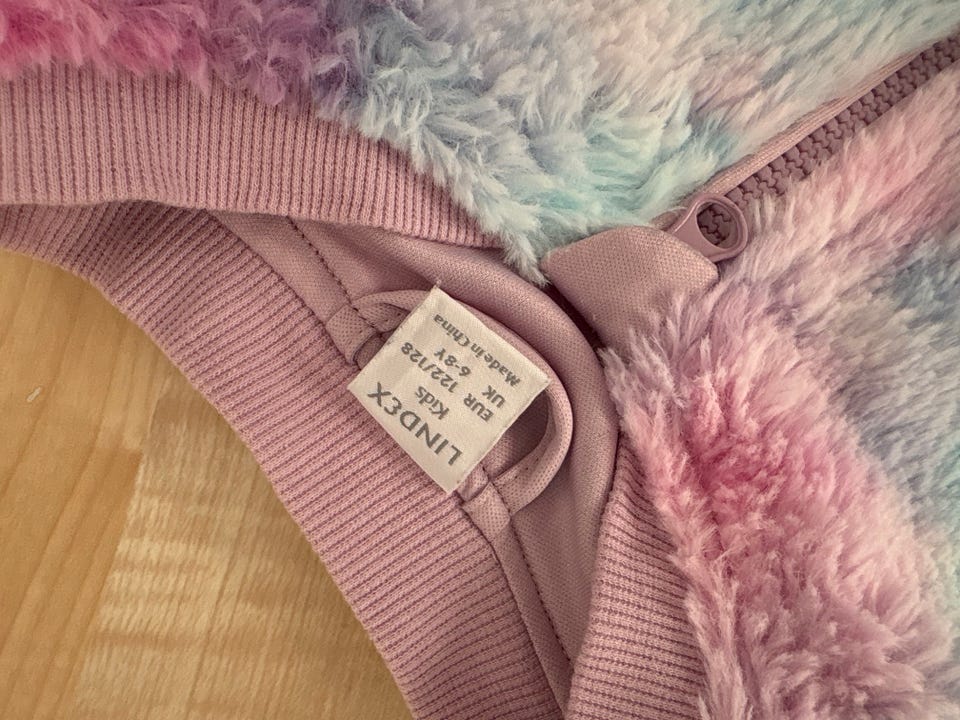 LINDEX
Kids
EUR 122/128
UK 6-8Y
Made in China